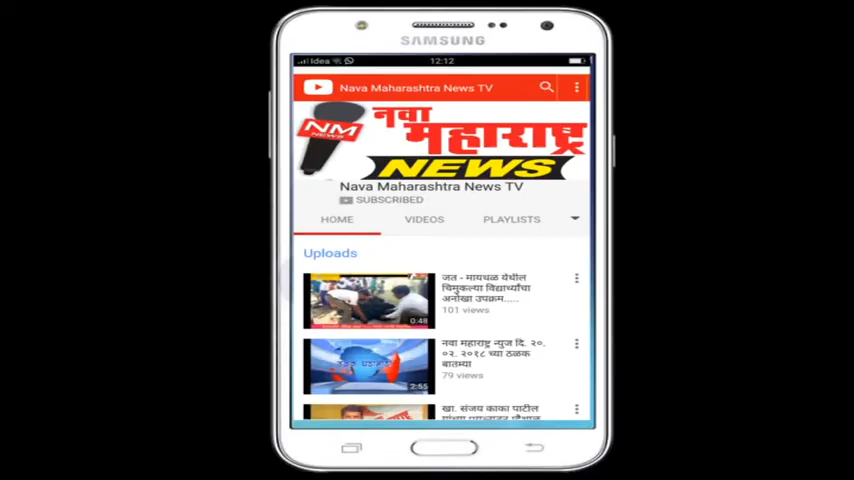 SAMSUNG
Idea
12:12
Nava Maharashtra News TV
NM
NEWS
नवा
महाराष्ट्र
NEWS
Nava Maharashtra News TV
SUBSCRIBED
HOME VIDEOS PLAYLISTS
Uploads
जत - मायथळ येथील
चिमुकल्या विद्यार्थ्यांचा
अनोखा उपक्रम.....
101 views
0:48
नवा महाराष्ट्र न्युज दि. २०.
०२. २०१८ च्या ठळक
बातम्या
79 views
2:55
खा. संजय काका पाटील